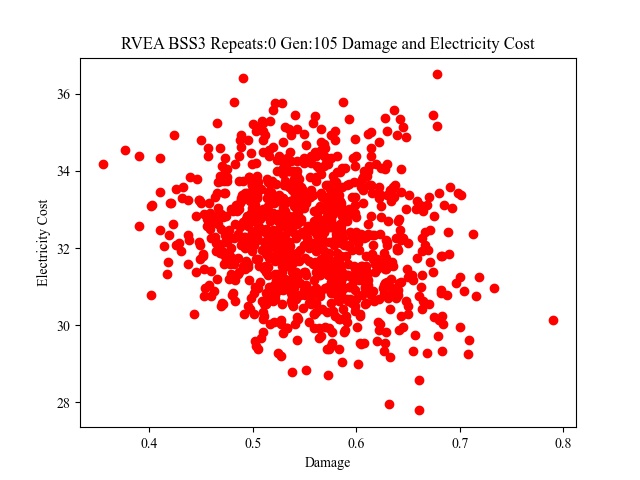 RVEA BSS3 Repeats:0 Gen:105 Damage and Electricity Cost
Electricity Cost
36
34
32
30
28
0.4 0.5 0.6 0.7 0.8
Damage